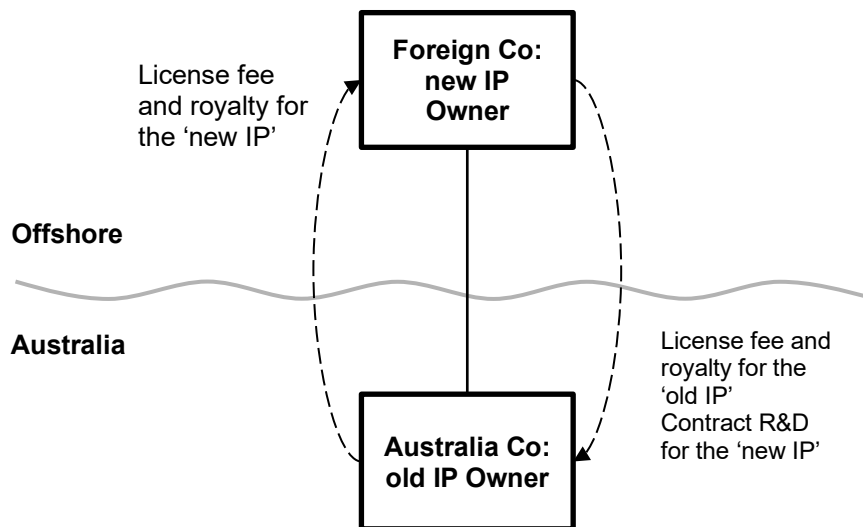 Foreign Co:
new IP
Owner
License fee
and royalty for
the ‘new IP’
Offshore
Australia
License fee and
royalty for the
‘old IP’
Contract R&D
for the ‘new IP’
Australia Co:
old IP Owner